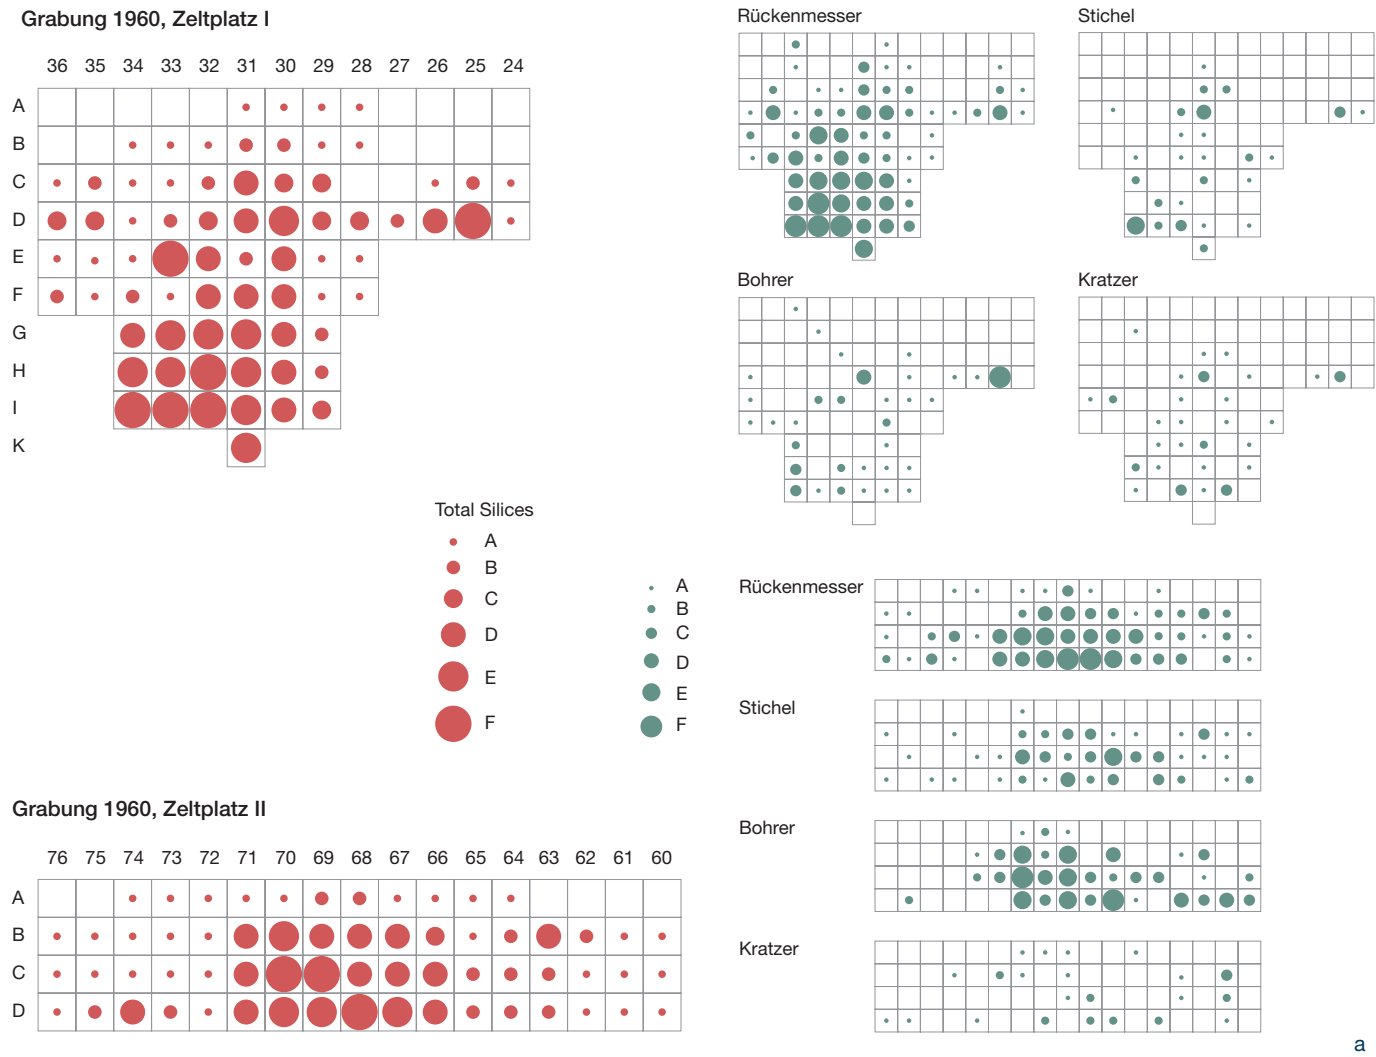 Grabung 1960, Zeltplatz I
36 35 34 33 32 31 30 29 28 27 26 25 24
A
B
C
D
E
F
G
H
I
K
Rückenmesser
Stichel
Bohrer
Kratzer
Total Silices
A
B
C
D
E
F
A
B
C
D
E
F
Grabung 1960, Zeltplatz II
76 75 74 73 72 71 70 69 68 67 66 65 64 63 62 61 60
A
B
C
D
Rückenmesser
Stichel
Bohrer
Kratzer
a